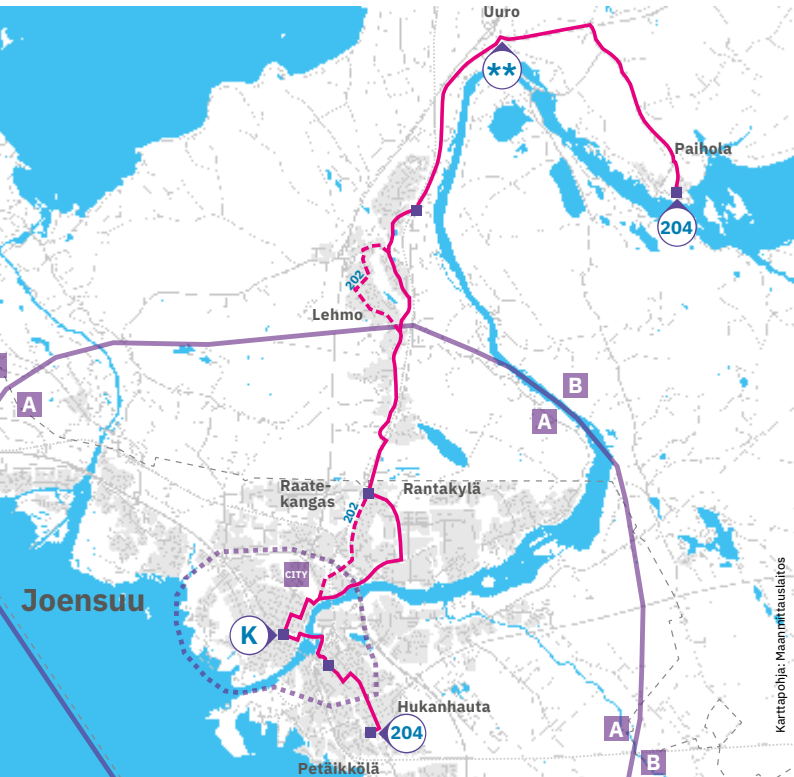 Uuro
**
Paihola
204
202
Lehmo
A
B
A
Raate-
kangas
Rantakylä
202
CITY
Joensuu
K
Hukanhauta
204
A
B
Petäikkölä
Karttapohja: Maanmittauslaitos